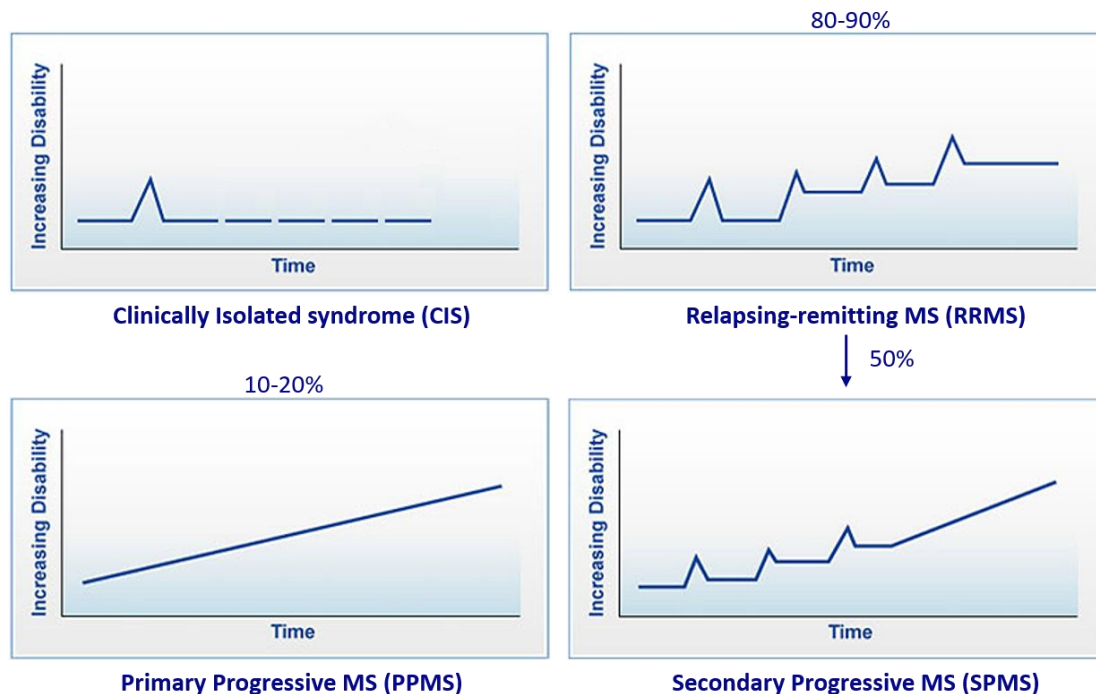 80-90%
Increasing Disability
Time
Clinically Isolated syndrome (CIS)
Increasing Disability
Time
Relapsing-remitting MS (RRMS)
50%
10-20%
Increasing Disability
Time
Primary Progressive MS (PPMS)
Increasing Disability
Time
Secondary Progressive MS (SPMS)